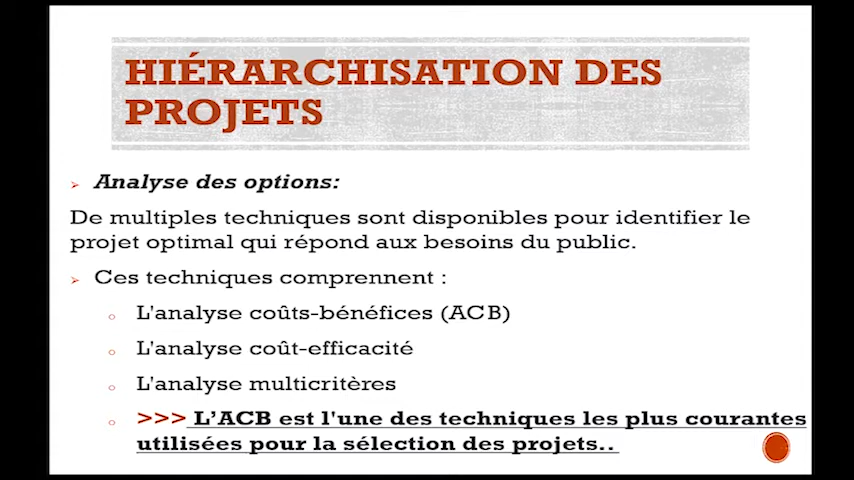 HIÉRARCHISATION DES
PROJETS
Analyse des options:
De multiples techniques sont disponibles pour identifier le
projet optimal qui répond aux besoins du public.
Ces techniques comprennent :
L'analyse coûts-bénéfices (ACB)
L'analyse coût-efficacité
L'analyse multicritères
>>> L’ACB est l'une des techniques les plus courantes
utilisées pour la sélection des projets..